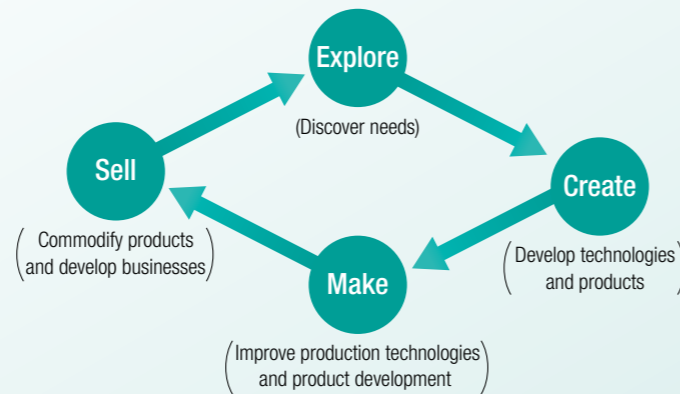 Explore
(Discover needs)
Sell
(Commodify products
and develop businesses)
Create
(Develop technologies
and products)
Make
(Improve production technologies
and product development)